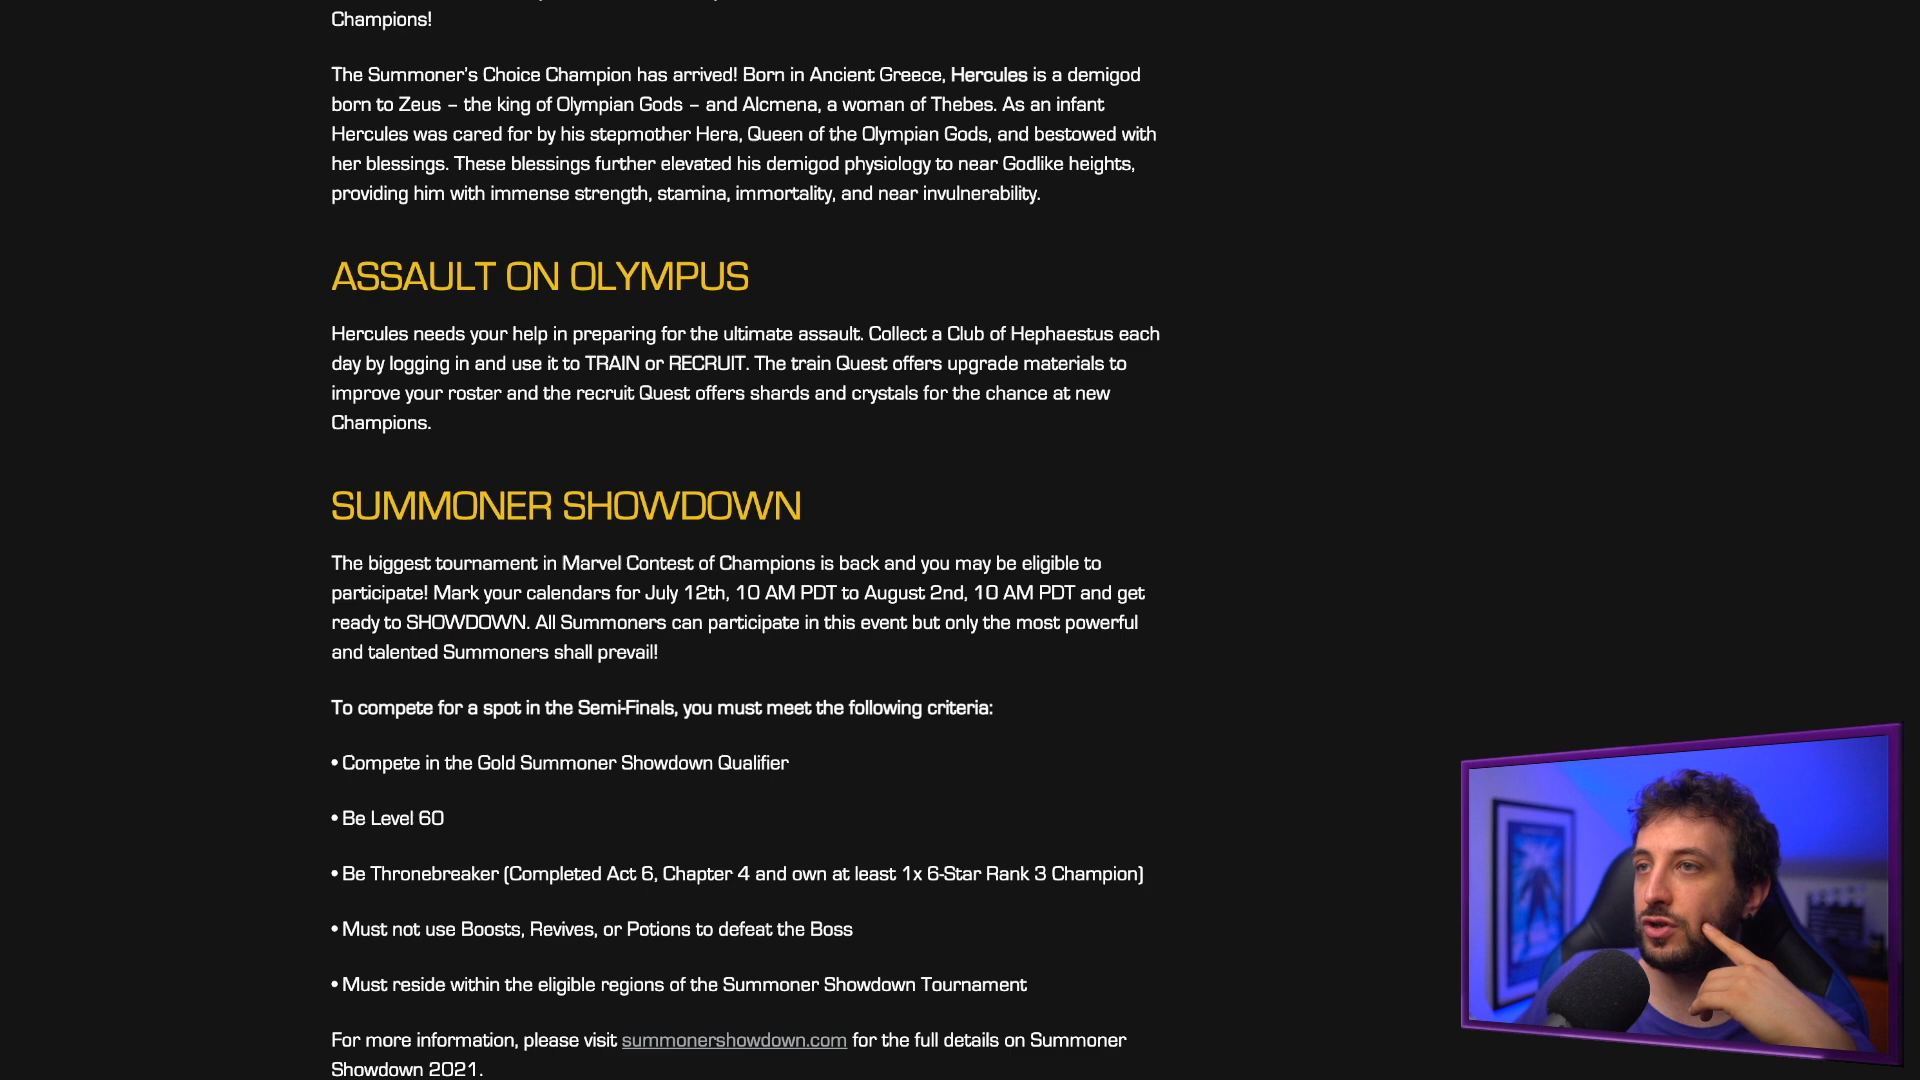 Champions!
The Summoner's Choice Champion has arrived! Born in Ancient Greece, Hercules is a demigod
born to Zeus – the king of Olympian Gods – and Alcmena, a woman of Thebes. As an infant
Hercules was cared for by his stepmother Hera, Queen of the Olympian Gods, and bestowed with
her blessings. These blessings further elevated his demigod physiology to near Godlike heights,
providing him with immense strength, stamina, immortality, and near invulnerability.
ASSAULT ON OLYMPUS
Hercules needs your help in preparing for the ultimate assault. Collect a Club of Hephaestus each
day by logging in and use it to TRAIN or RECRUIT. The train Quest offers upgrade materials to
improve your roster and the recruit Quest offers shards and crystals for the chance at new
Champions.
SUMMONER SHOWDOWN
The biggest tournament in Marvel Contest of Champions is back and you may be eligible to
participate! Mark your calendars for July 12th, 10 AM PDT to August 2nd, 10 AM PDT and get
ready to SHOWDOWN. All Summoners can participate in this event but only the most powerful
and talented Summoners shall prevail!
To compete for a spot in the Semi-Finals, you must meet the following criteria:
• Compete in the Gold Summoner Showdown Qualifier
• Be Level 60
• Be Thronebreaker (Completed Act 6, Chapter 4 and own at least 1x 6-Star Rank 3 Champion)
• Must not use Boosts, Revives, or Potions to defeat the Boss
• Must reside within the eligible regions of the Summoner Showdown Tournament
For more information, please visit summonershowdown.com for the full details on Summoner
Showdown 2021.